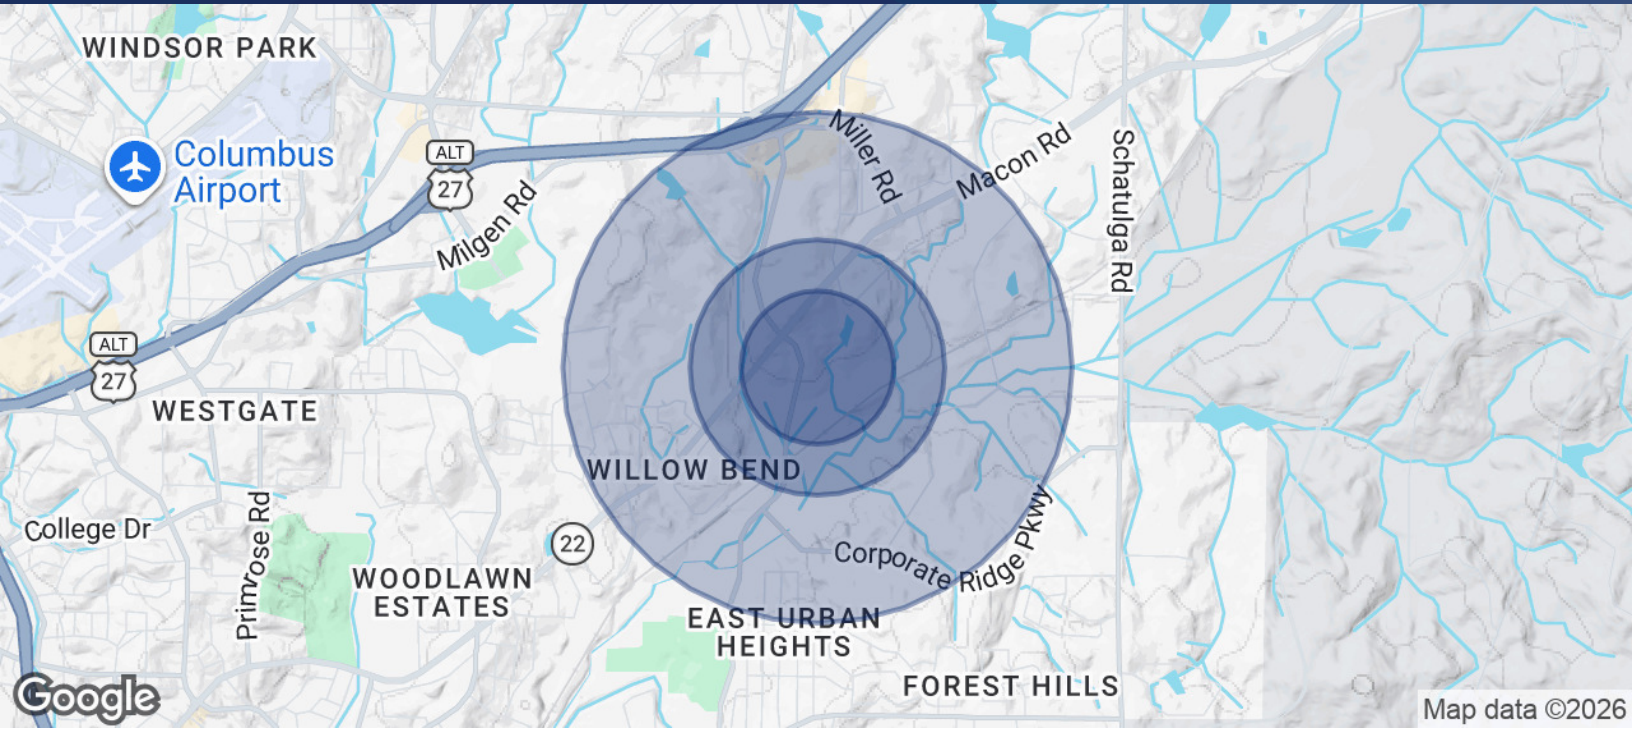 WINDSOR PARK
Columbus
Airport
ALT
27
Milgen Rd
Miller Rd
Macon Rd
Schatulga Rd
ALT
27
WESTGATE
WILLOW BEND
College Dr
Primrose Rd
22
WOODLAWN
ESTATES
Corporate Ridge Pkwy
EAST URBAN
HEIGHTS
FOREST HILLS
Google
Map data ©2026